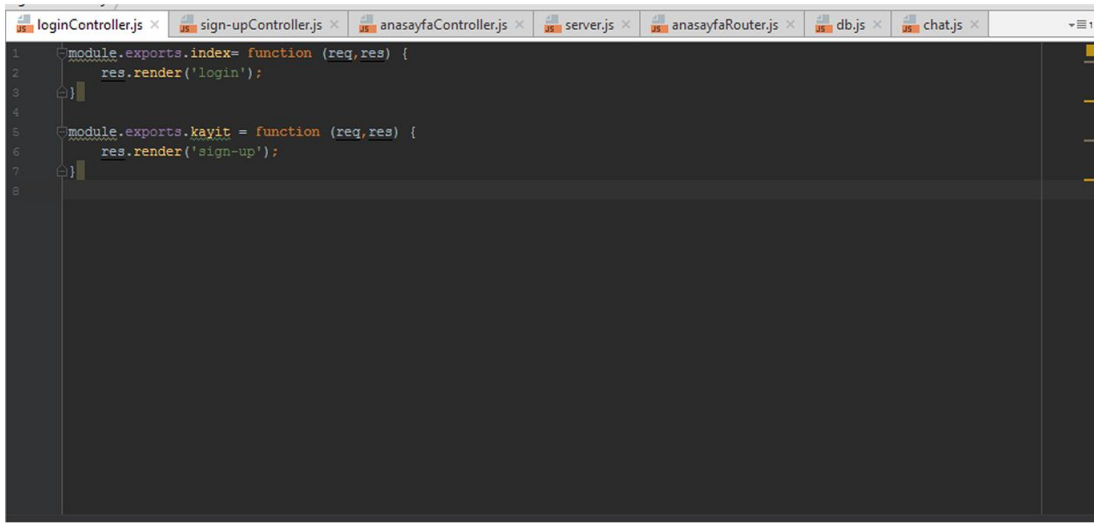 loginController.js sign-upController.js anasayfaController.js server.js anasayfaRouter.js db.js chat.js
1 module.exports.index= function (req,res) {
2 res.render('login');
3 }
4
5 module.exports.kayit = function (req,res) {
6 res.render('sign-up');
7 }
8